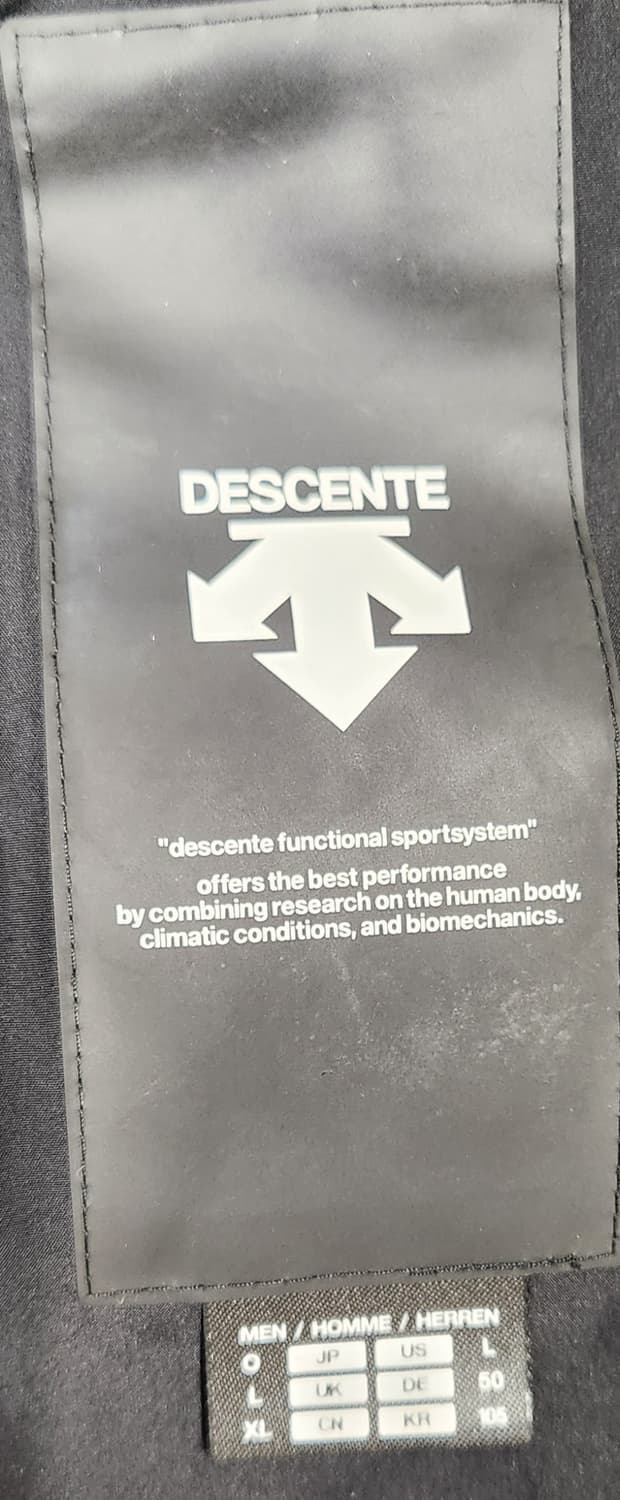 DESCENTE
"descente functional sportsystem"
offers the best performance
by combining research on the human body,
climatic conditions, and biomechanics.
MEN / HOMME / HERREN
O JP US L
L UK DE 50
XL CN KR 105